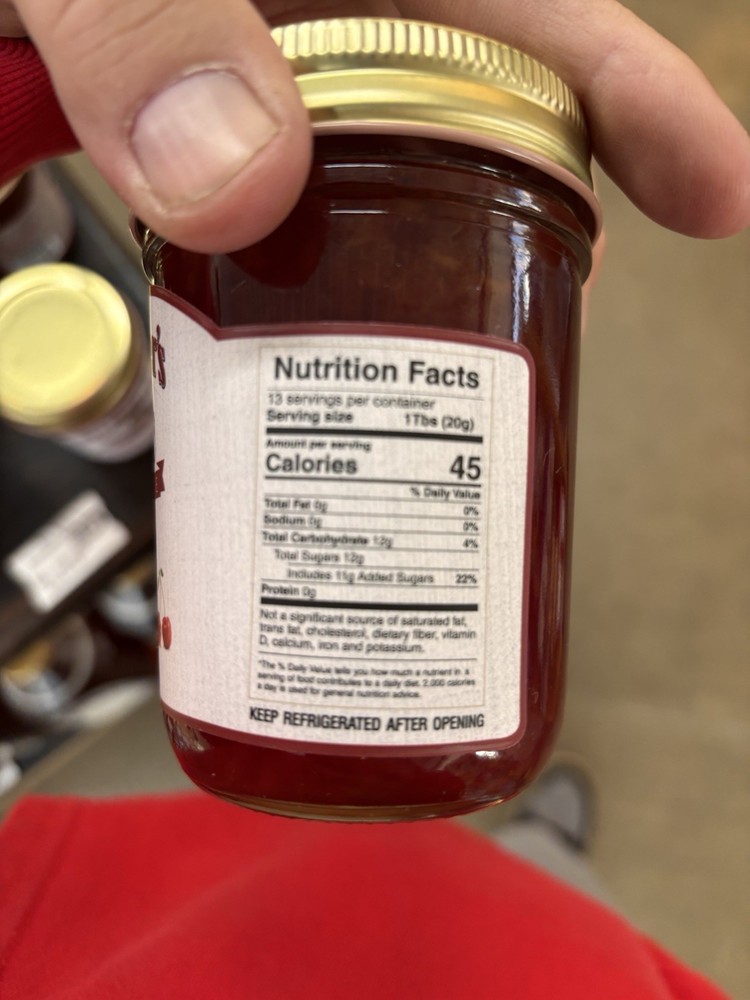 Nutrition Facts
13 servings per container
Serving size 1Tbs (20g)
Amount per serving
Calories 45
% Daily Value
Total Fat 0g 0%
Sodium 0g 0%
Total Carbohydrate 12g 4%
Total Sugars 12g
Includes 11g Added Sugars 22%
Protein 0g
Not a significant source of saturated fat,
trans fat, cholesterol, dietary fiber, vitamin
D, calcium, iron and potassium.
*The % Daily Value tells you how much a nutrient in a
serving of food contributes to a daily diet. 2,000 calories
a day is used for general nutrition advice.
KEEP REFRIGERATED AFTER OPENING